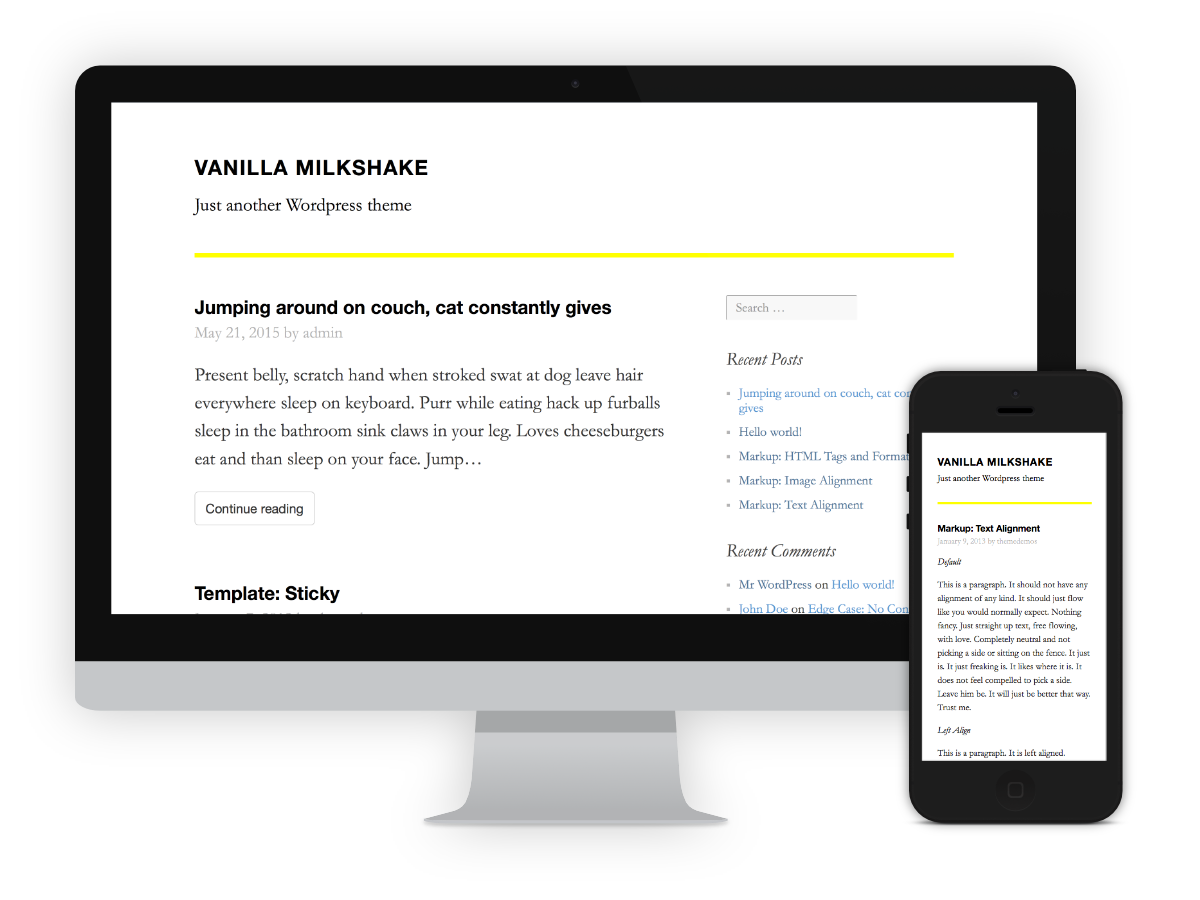 VANILLA MILKSHAKE
Just another Wordpress theme
Jumping around on couch, cat constantly gives
May 21, 2015 by admin
Present belly, scratch hand when stroked swat at dog leave hair
everywhere sleep on keyboard. Purr while eating hack up furballs
sleep in the bathroom sink claws in your leg. Loves cheeseburgers
eat and than sleep on your face. Jump…
Continue reading
Template: Sticky
Search …
Recent Posts
Jumping around on couch, cat con
gives
Hello world!
Markup: HTML Tags and Format
Markup: Image Alignment
Markup: Text Alignment
Recent Comments
Mr WordPress on Hello world!
John Doe on Edge Case: No Con
VANILLA MILKSHAKE
Just another Wordpress theme
Markup: Text Alignment
January 9, 2013 by themedemos
Default
This is a paragraph. It should not have any
alignment of any kind. It should just flow
like you would normally expect. Nothing
fancy. Just straight up text, free flowing,
with love. Completely neutral and not
picking a side or sitting on the fence. It just
is. It just freaking is. It likes where it is. It
does not feel compelled to pick a side.
Leave him be. It will just be better that way.
Trust me.
Left Align
This is a paragraph. It is left aligned.